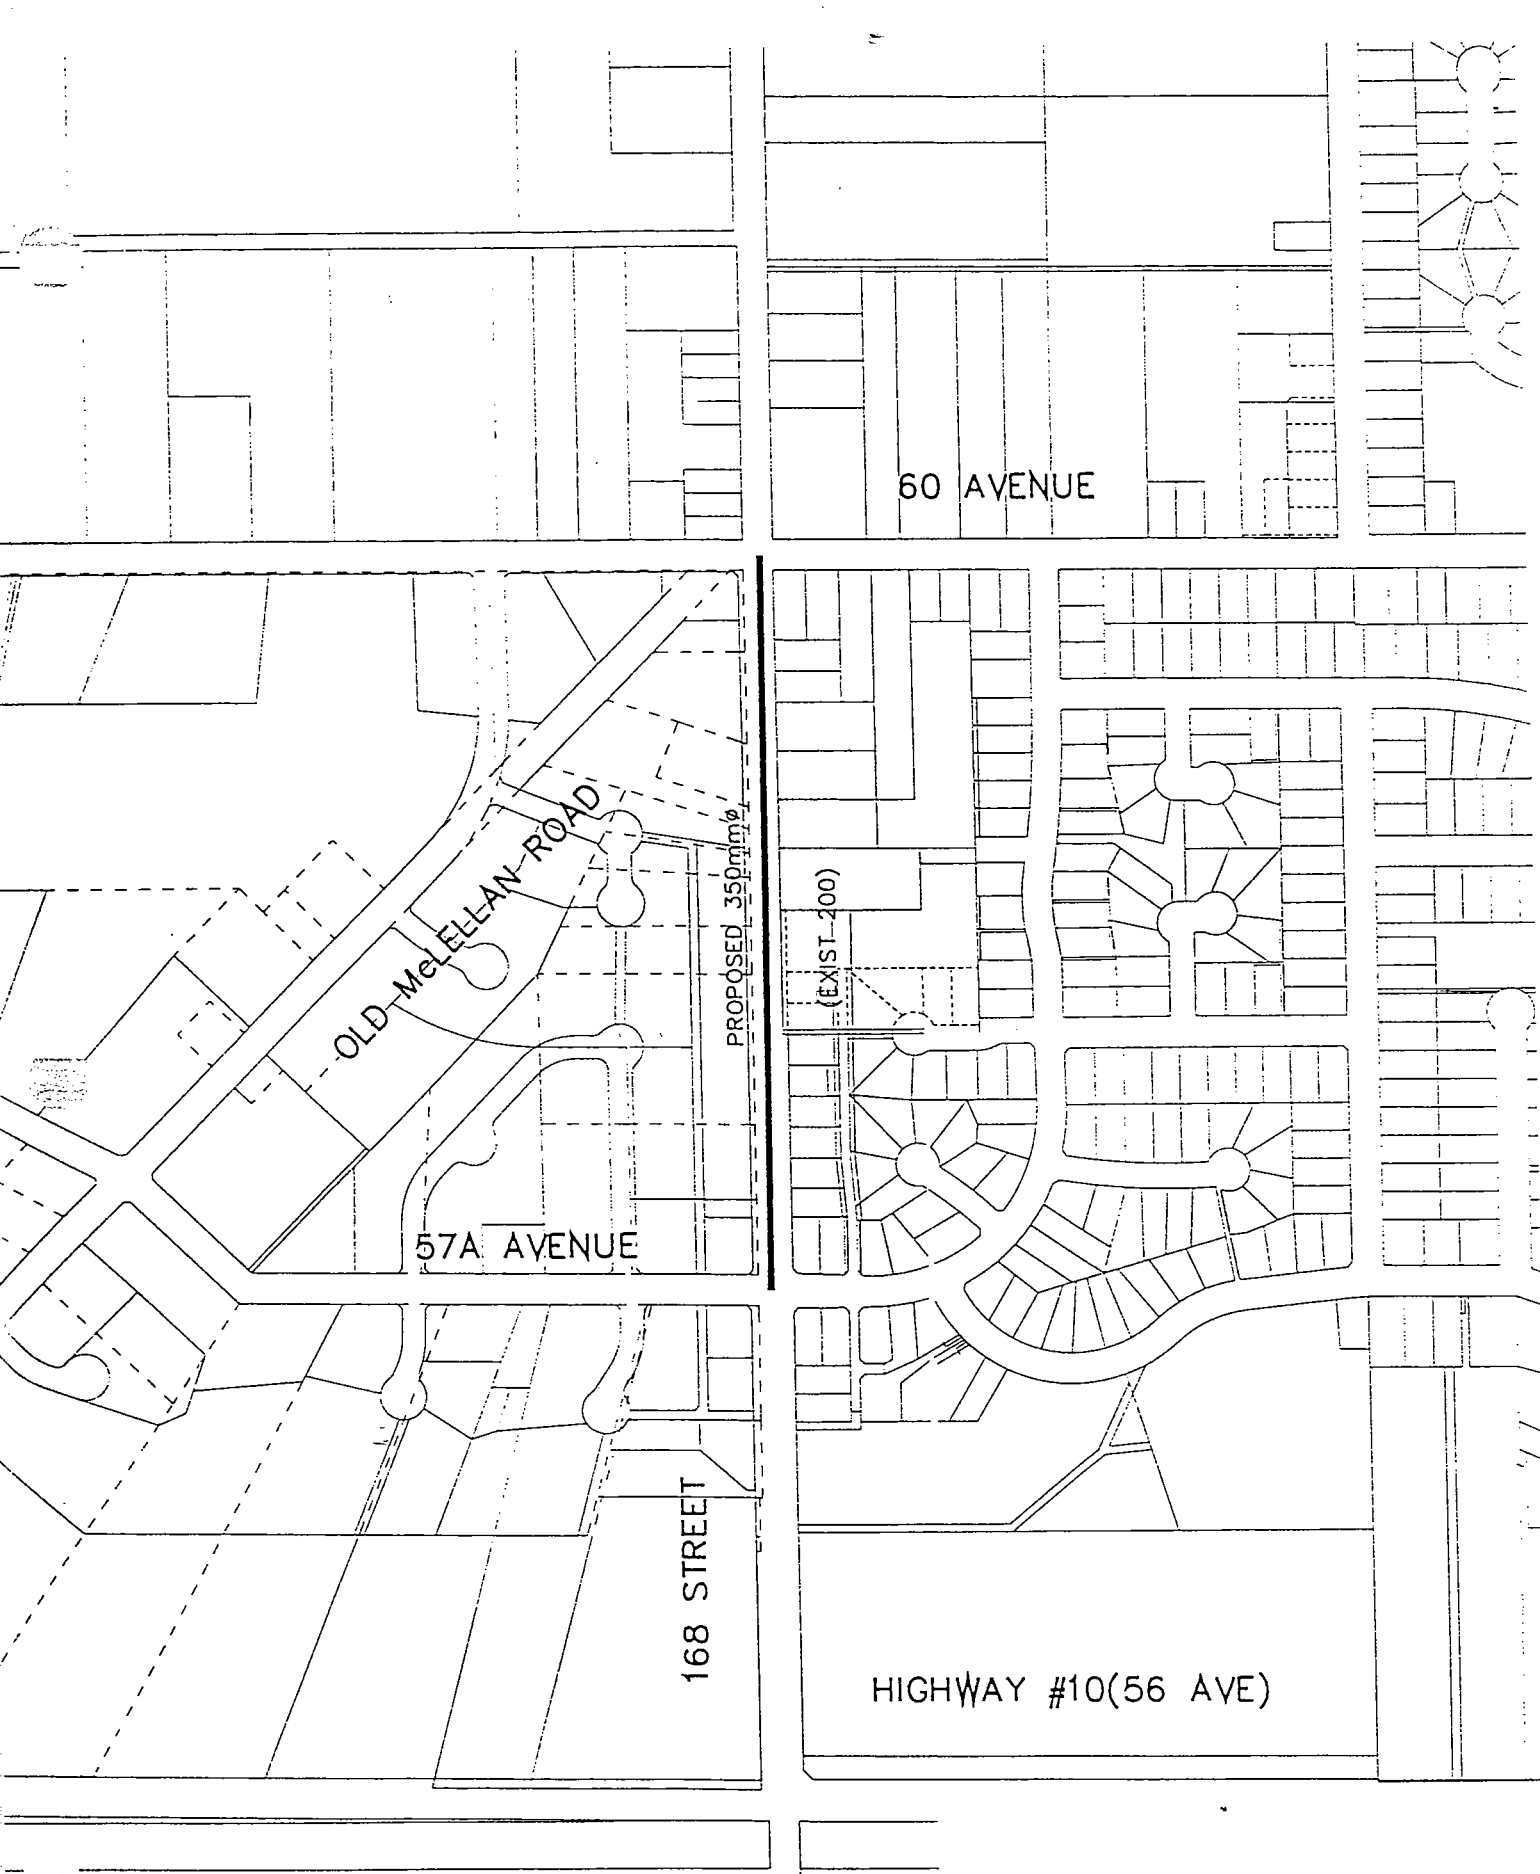 60 AVENUE
OLD McLELLAN ROAD
PROPOSED 350mmø
(EXIST 200)
57A AVENUE
168 STREET
HIGHWAY #10(56 AVE)